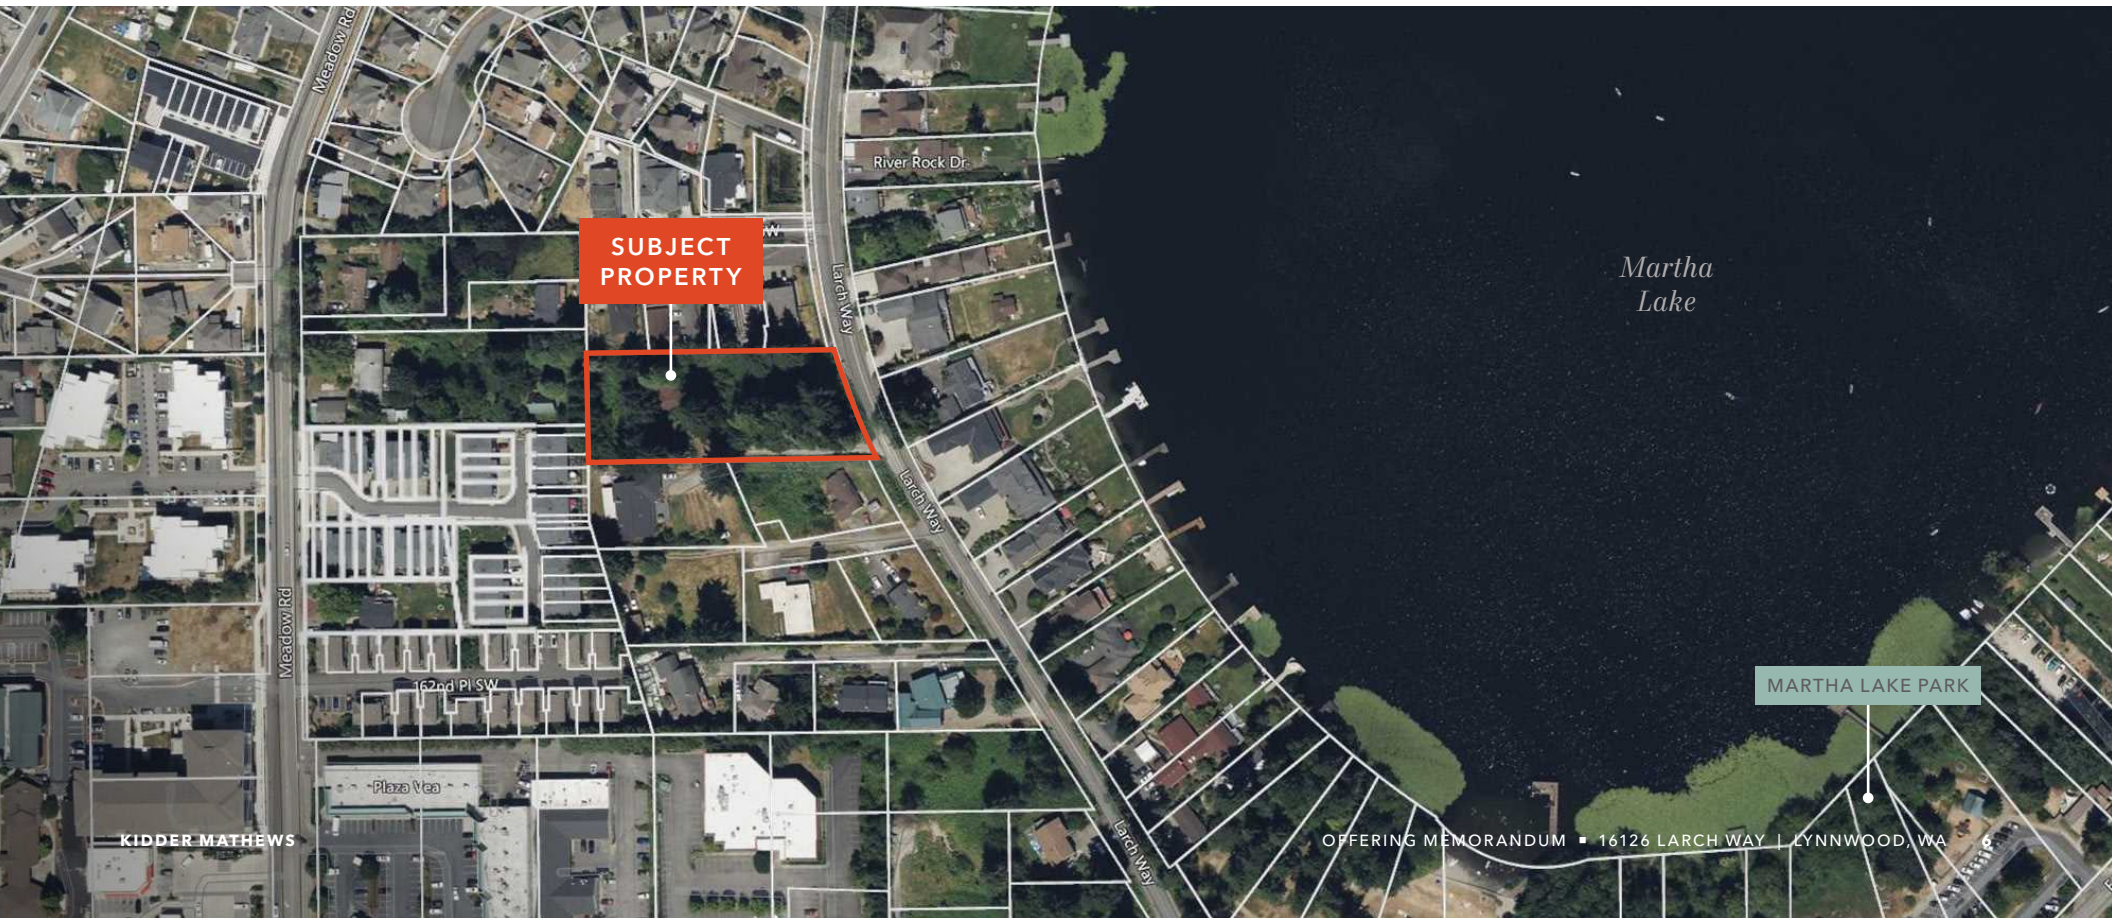 Meadow Rd
River Rock Dr
W
SUBJECT
PROPERTY
Larch Way
Martha
Lake
Larch Way
Meadow Rd
162nd Pl SW
MARTHA LAKE PARK
Plaza Vea
Larch Way
KIDDER MATHEWS
OFFERING MEMORANDUM ▪ 16126 LARCH WAY | LYNNWOOD, WA 6